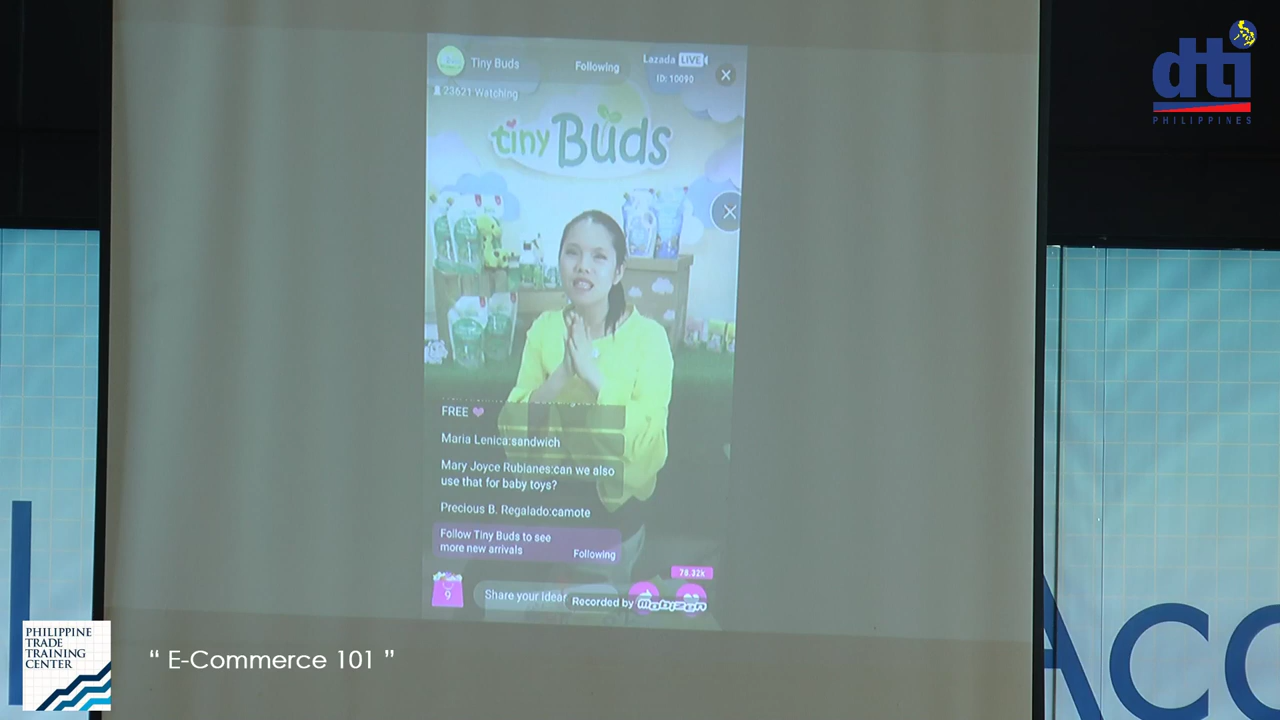 dti
PHILIPPINES
Tiny Buds
Following
Lazada LIVE
ID: 10090
23621 Watching
tiny Buds
FREE
Maria Lenica:sandwich
Mary Joyce Rubianes:can we also
use that for baby toys?
Precious B. Regalado:camote
Follow Tiny Buds to see
more new arrivals
Following
78.32k
9
Share your idea
Recorded by mobizen
Acc
PHILIPPINE
TRADE
TRAINING
CENTER
“ E-Commerce 101 ”